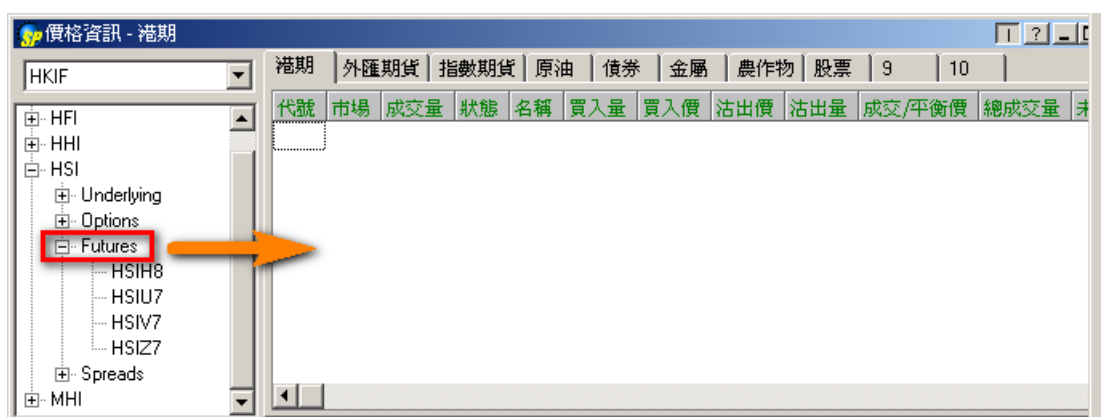 SP 價格資訊 - 港期
HKIF
港期 外匯期貨 指數期貨 原油 債券 金屬 農作物 股票 9 10
代號 市場 成交量 狀態 名稱 買入量 買入價 沽出價 沽出量 成交/平衡價 總成交量
HFI
HHI
HSI
Underlying
Options
Futures
HSIH8
HSIU7
HSIV7
HSIZ7
Spreads
MHI